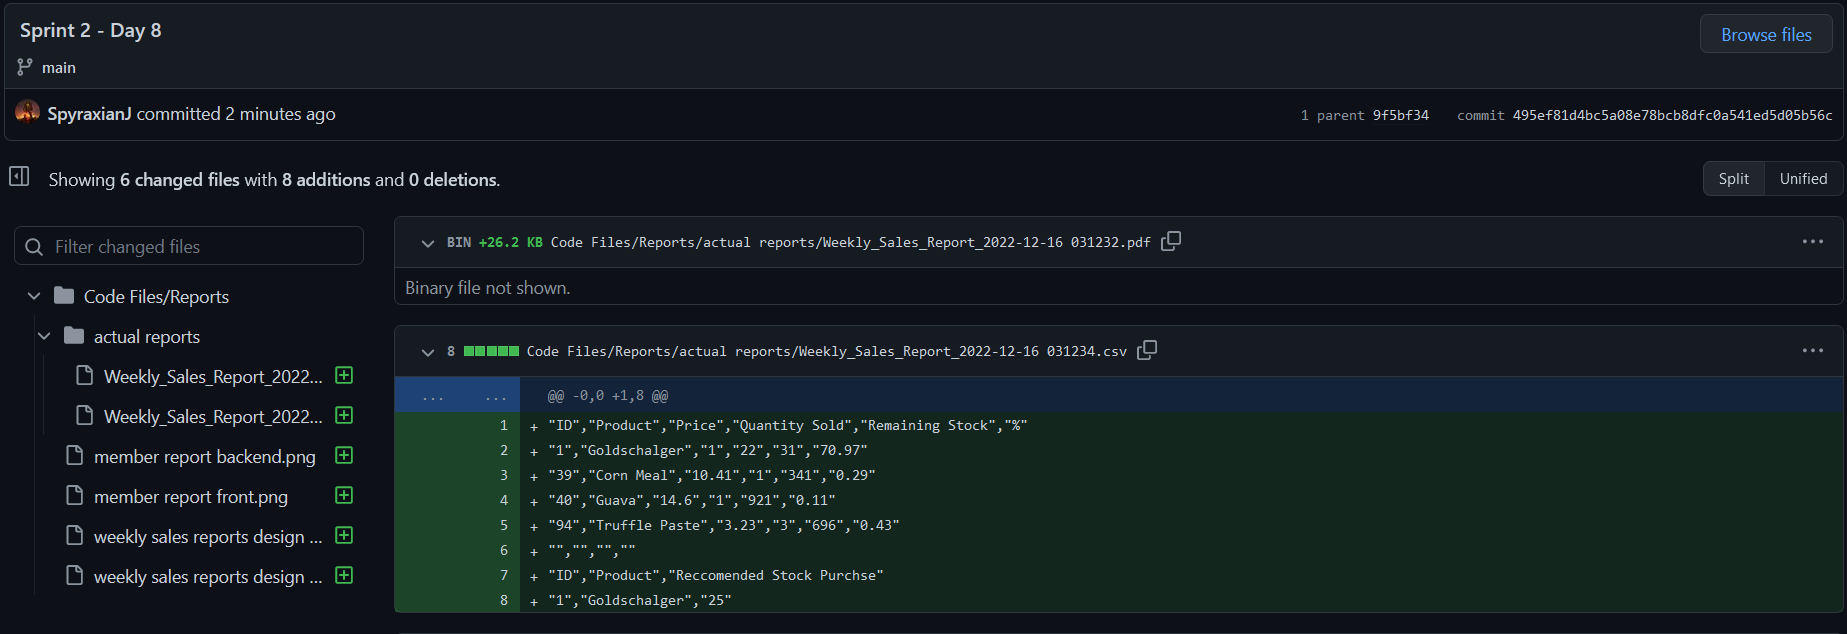 Sprint 2 - Day 8
Browse files
main
SpyraxianJ committed 2 minutes ago
1 parent 9f5bf34 commit 495ef81d4bc5a08e78bcb8dfc0a541ed5d05b56c
Showing 6 changed files with 8 additions and 0 deletions.
Split Unified
Filter changed files
Code Files/Reports
actual reports
Weekly_Sales_Report_2022...
Weekly_Sales_Report_2022...
member report backend.png
member report front.png
weekly sales reports design ...
weekly sales reports design ...
BIN +26.2 KB Code Files/Reports/actual reports/Weekly_Sales_Report_2022-12-16 031232.pdf
Binary file not shown.
8 Code Files/Reports/actual reports/Weekly_Sales_Report_2022-12-16 031234.csv
... ... @@ -0,0 +1,8 @@
1 + "ID","Product","Price","Quantity Sold","Remaining Stock","%"
2 + "1","Goldschalger","1","22","31","70.97"
3 + "39","Corn Meal","10.41","1","341","0.29"
4 + "40","Guava","14.6","1","921","0.11"
5 + "94","Truffle Paste","3.23","3","696","0.43"
6 + "","","",""
7 + "ID","Product","Reccomended Stock Purchse"
8 + "1","Goldschalger","25"